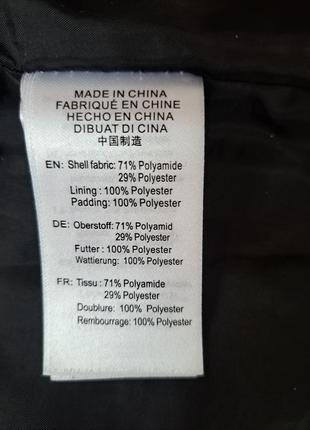 MADE IN CHINA
FABRIQUÉ EN CHINE
HECHO EN CHINA
DIBUAT DI CINA
中国制造
EN: Shell fabric: 71% Polyamide
29% Polyester
Lining : 100% Polyester
Padding: 100% Polyester
DE: Oberstoff: 71% Polyamid
29% Polyester
Futter : 100% Polyester
Wattierung: 100% Polyester
FR: Tissu : 71% Polyamide
29% Polyester
Doublure: 100% Polyester
Rembourrage: 100% Polyester